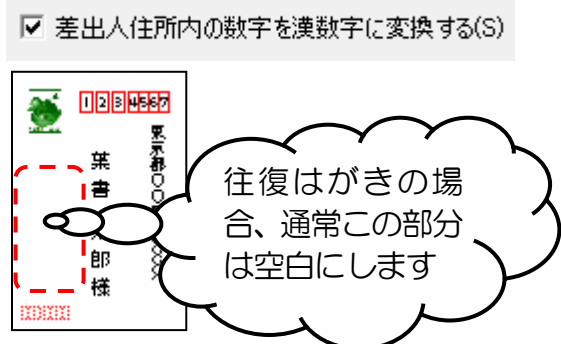 差出人住所内の数字を漢数字に変換する(S)
1234567
東京都〇〇
葉書
郎様
往復はがきの場
合、通常この部分
は空白にします